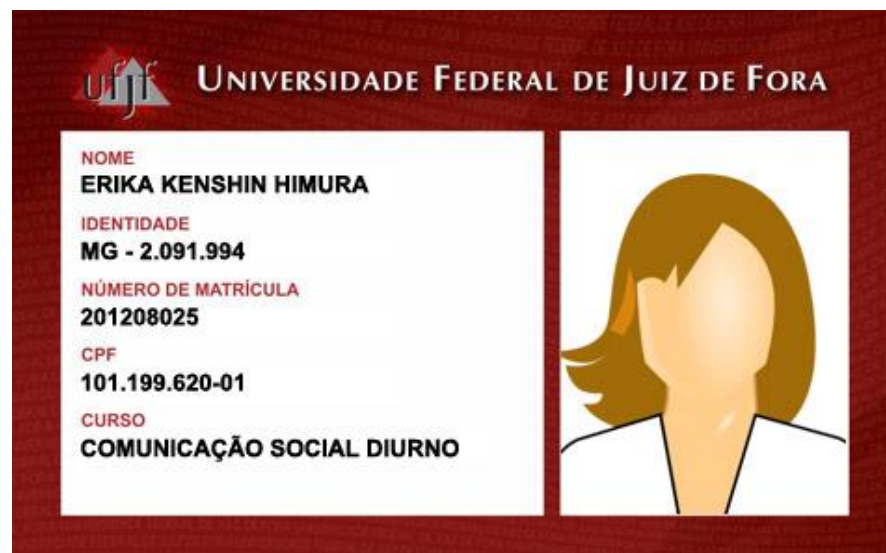 ufjf UNIVERSIDADE FEDERAL DE JUIZ DE FORA
NOME
ERIKA KENSHIN HIMURA
IDENTIDADE
MG - 2.091.994
NÚMERO DE MATRÍCULA
201208025
CPF
101.199.620-01
CURSO
COMUNICAÇÃO SOCIAL DIURNO